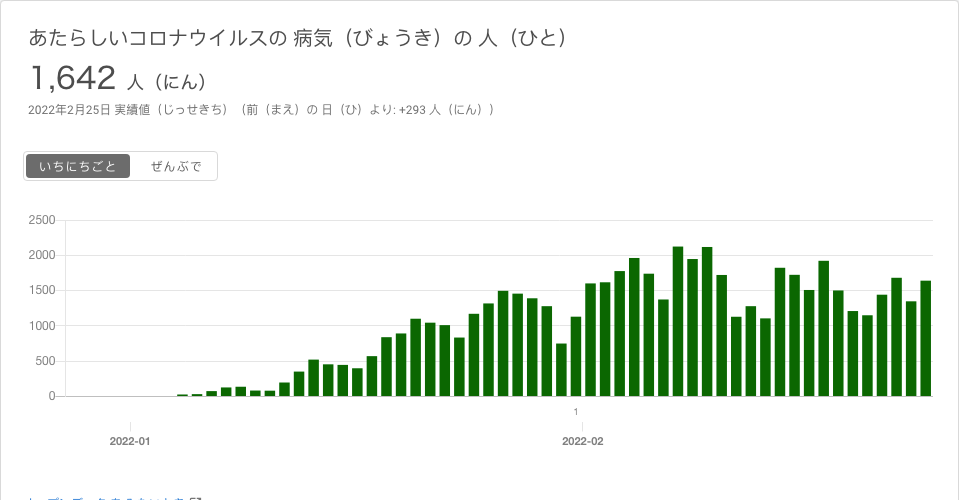 あたらしいコロナウイルスの 病気（びょうき）の 人（ひと）
1,642 人（にん）
2022年2月25日 実績値（じっせきち）（前（まえ）の 日（ひ）より: +293 人（にん））
いちにちごと ぜんぶで
2500
2000
1500
1000
500
0
1
2022-01 2022-02